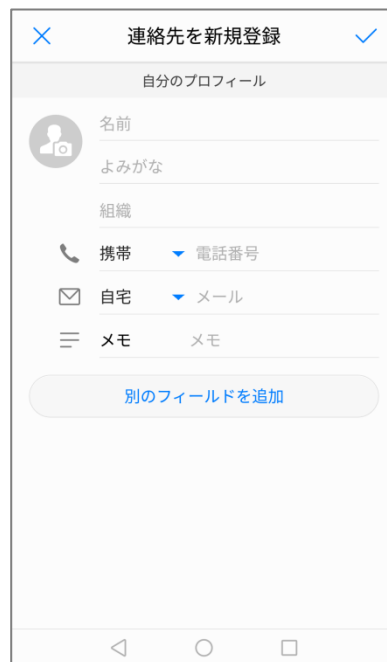 連絡先を新規登録
自分のプロフィール
名前
よみがな
組織
携帯 電話番号
自宅 メール
メモ メモ
別のフィールドを追加